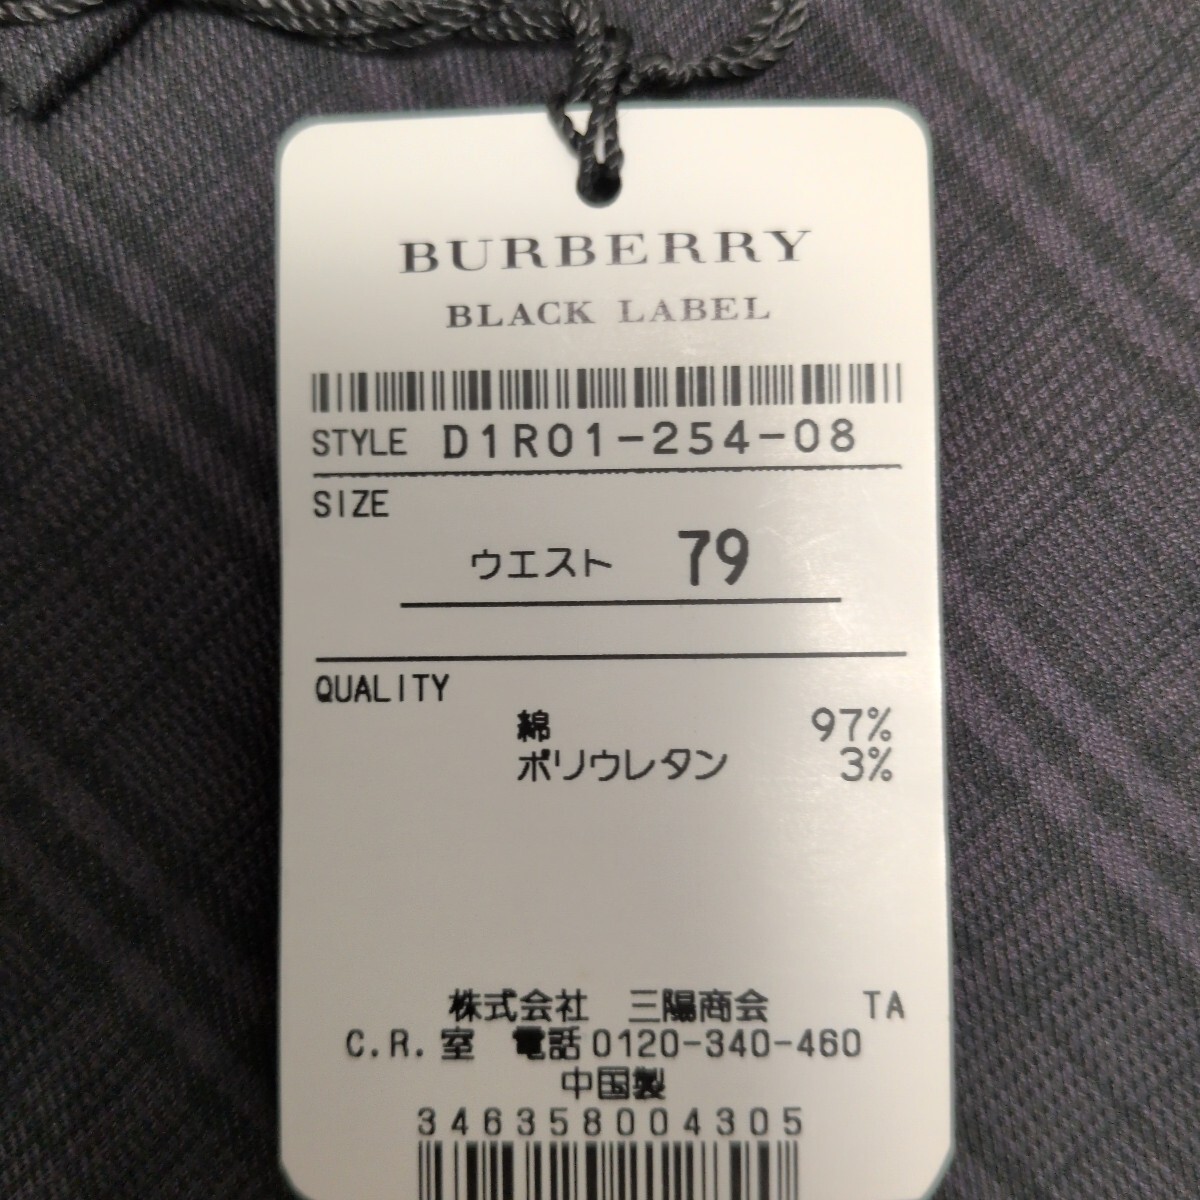 BURBERRY
BLACK LABEL
STYLE D1R01-254-08
SIZE
ウエスト 79
QUALITY
綿 97%
ポリウレタン 3%
株式会社 三陽商会 TA
C.R.室 電話0120-340-460
中国製
346358004305